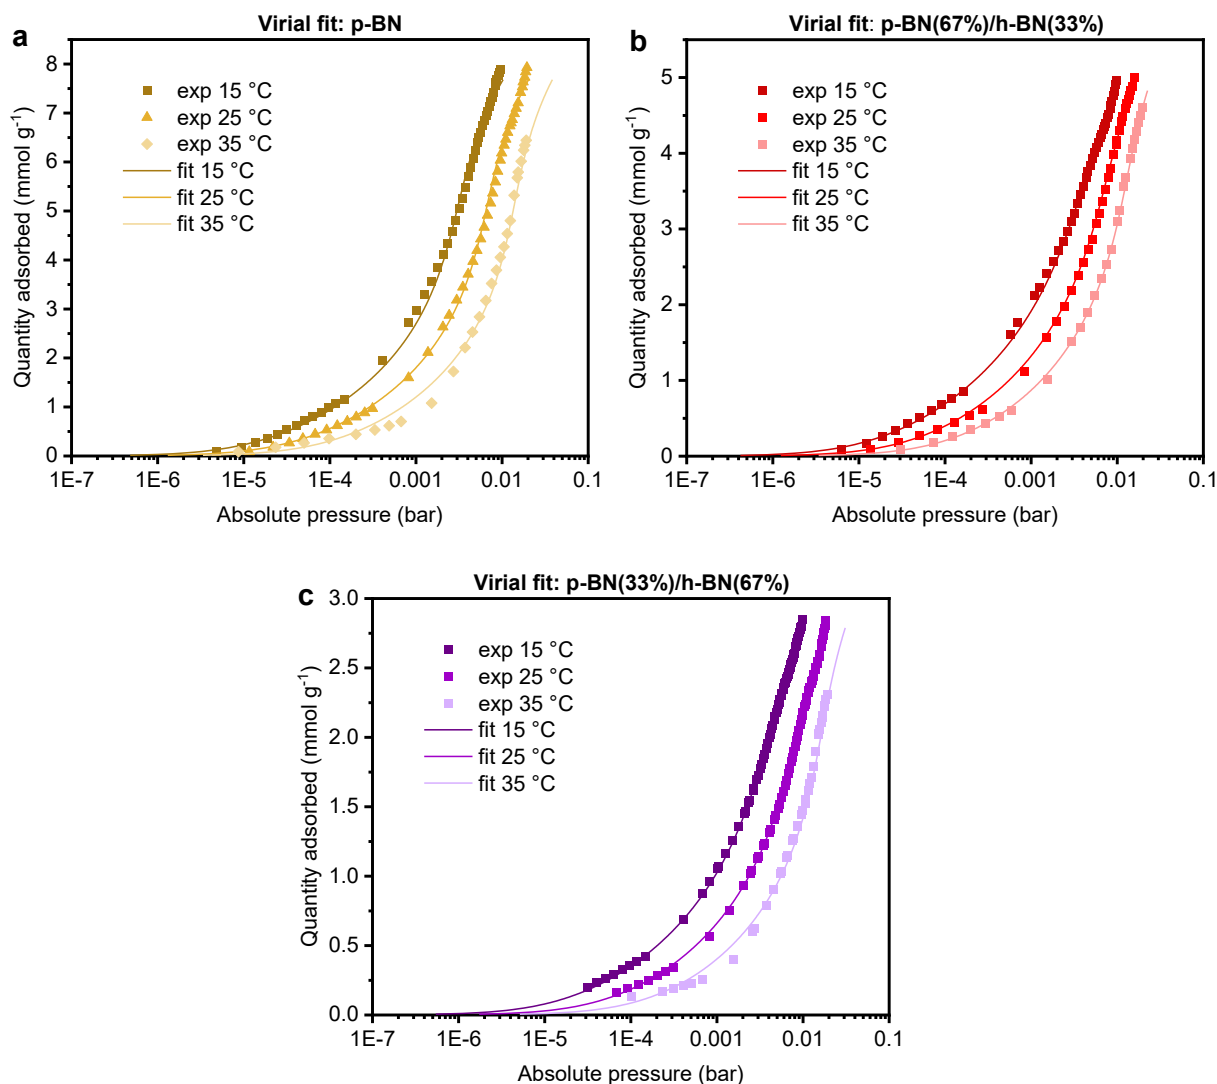 a
Virial fit: p-BN
8
7
6
5
4
3
2
1
0
Quantity adsorbed (mmol g⁻¹)
exp 15 °C
exp 25 °C
exp 35 °C
fit 15 °C
fit 25 °C
fit 35 °C
1E-7 1E-6 1E-5 1E-4 0.001 0.01 0.1
Absolute pressure (bar)
b
Virial fit: p-BN(67%)/h-BN(33%)
5
4
3
2
1
0
Quantity adsorbed (mmol g⁻¹)
exp 15 °C
exp 25 °C
exp 35 °C
fit 15 °C
fit 25 °C
fit 35 °C
1E-7 1E-6 1E-5 1E-4 0.001 0.01 0.1
Absolute pressure (bar)
c
Virial fit: p-BN(33%)/h-BN(67%)
3.0
2.5
2.0
1.5
1.0
0.5
0.0
Quantity adsorbed (mmol g⁻¹)
exp 15 °C
exp 25 °C
exp 35 °C
fit 15 °C
fit 25 °C
fit 35 °C
1E-7 1E-6 1E-5 1E-4 0.001 0.01 0.1
Absolute pressure (bar)